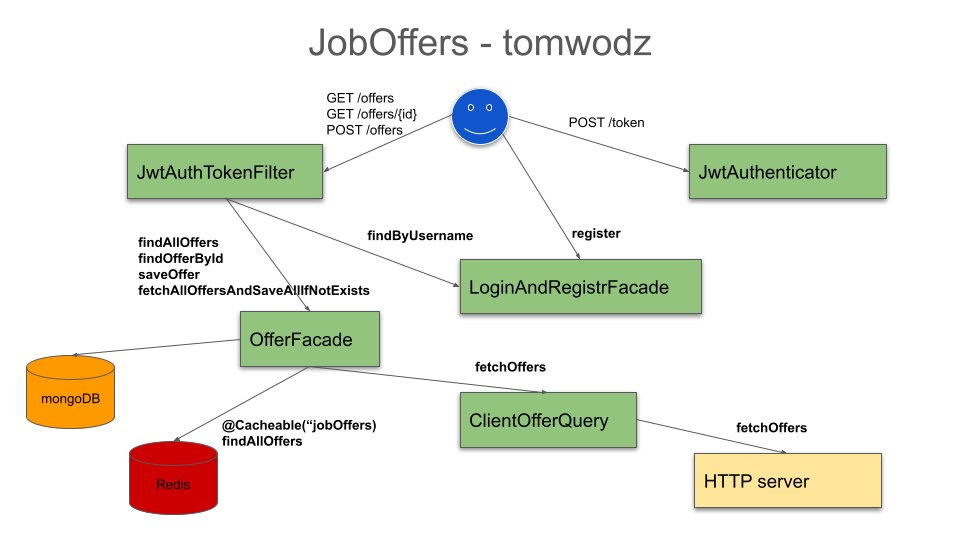 JobOffers - tomwodz
GET /offers
GET /offers/{id}
POST /offers
POST /token
JwtAuthTokenFilter
JwtAuthenticator
findByUsername
register
findAllOffers
findOfferById
saveOffer
fetchAllOffersAndSaveAllIfNotExists
LoginAndRegistrFacade
OfferFacade
fetchOffers
mongoDB
ClientOfferQuery
@Cacheable(“jobOffers)
findAllOffers
fetchOffers
Redis
HTTP server